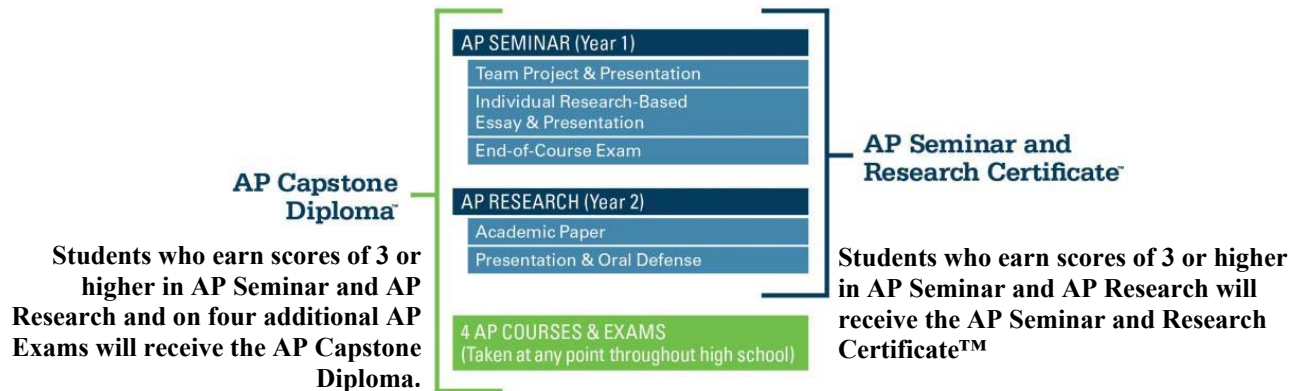 AP SEMINAR (Year 1)
Team Project & Presentation
Individual Research-Based
Essay & Presentation
End-of-Course Exam
AP RESEARCH (Year 2)
Academic Paper
Presentation & Oral Defense
4 AP COURSES & EXAMS
(Taken at any point throughout high school)
AP Capstone
Diploma™
Students who earn scores of 3 or
higher in AP Seminar and AP
Research and on four additional AP
Exams will receive the AP Capstone
Diploma.
AP Seminar and
Research Certificate™
Students who earn scores of 3 or higher
in AP Seminar and AP Research will
receive the AP Seminar and Research
Certificate™